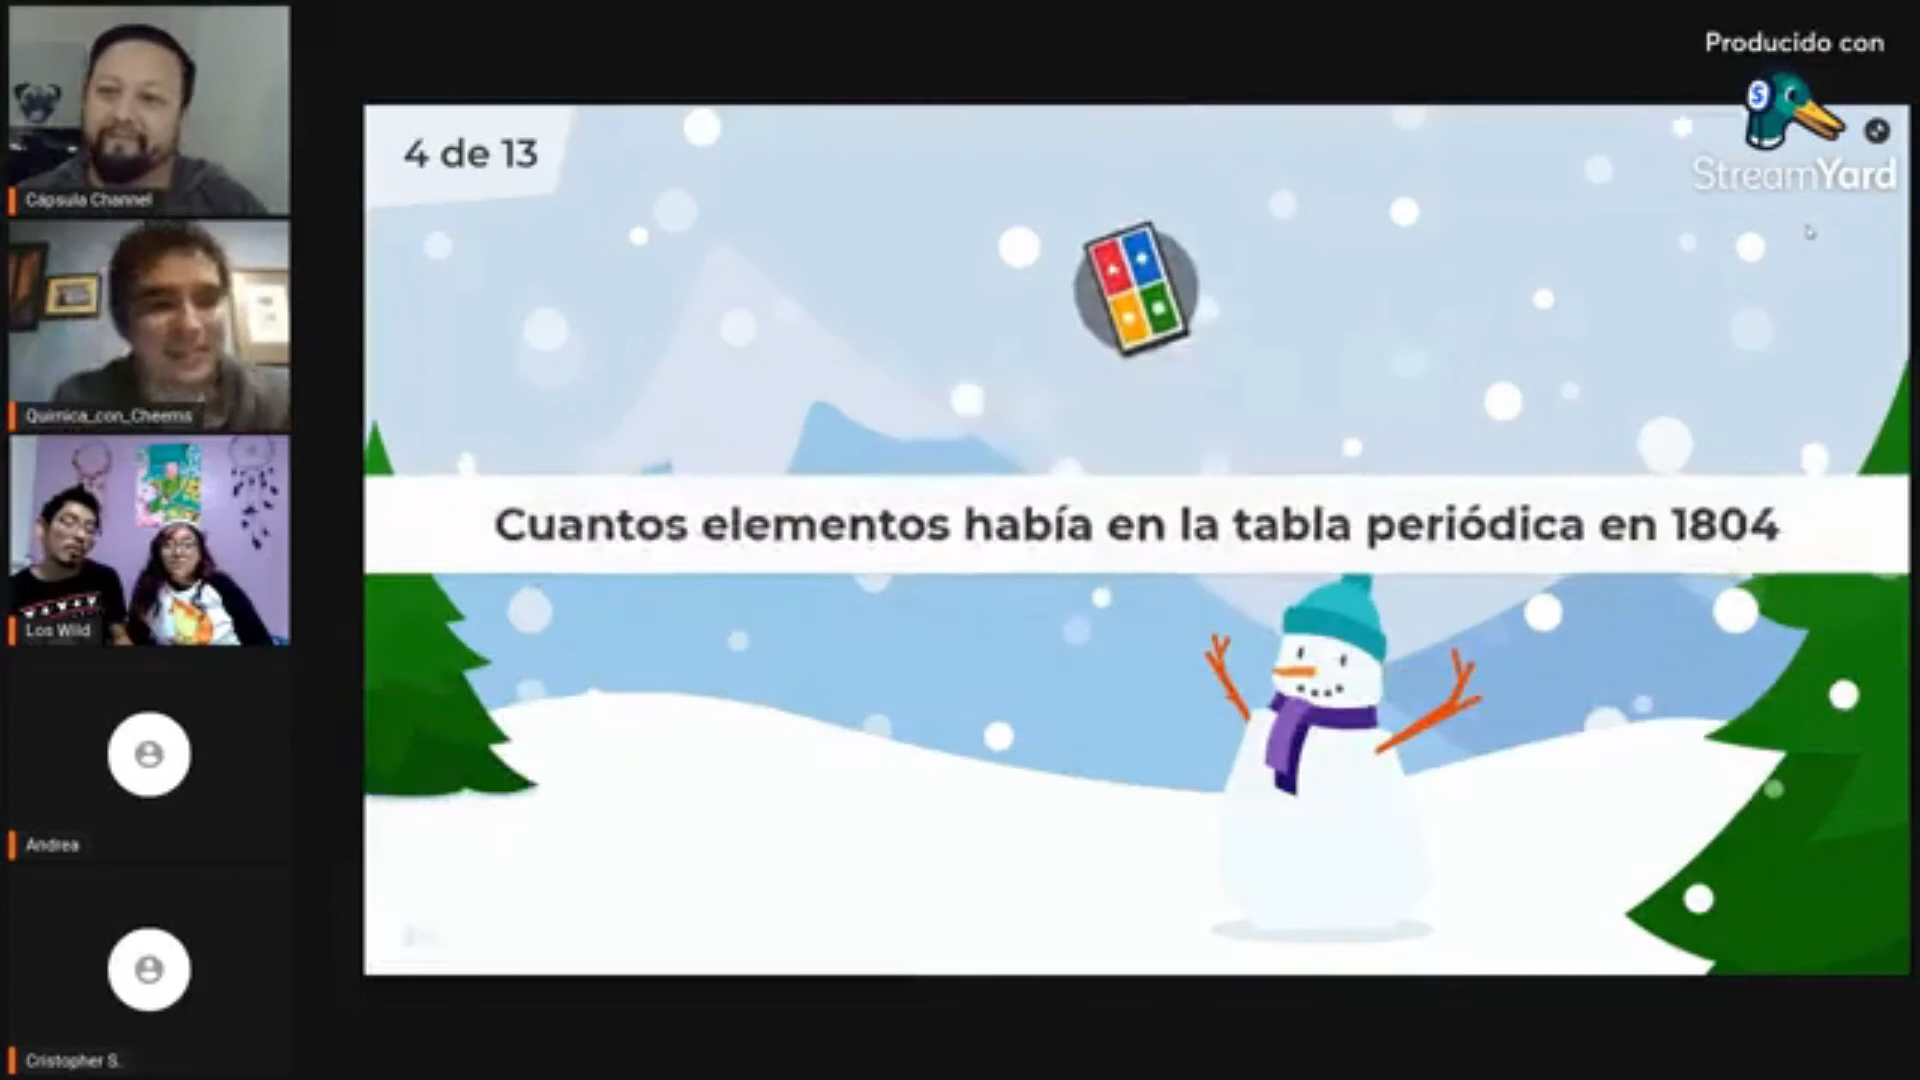 Producido con
StreamYard
4 de 13
Cuantos elementos había en la tabla periódica en 1804
Cápsula Channel
Quimica_con_Cheems
Los Wild
Andrea
Cristopher S.